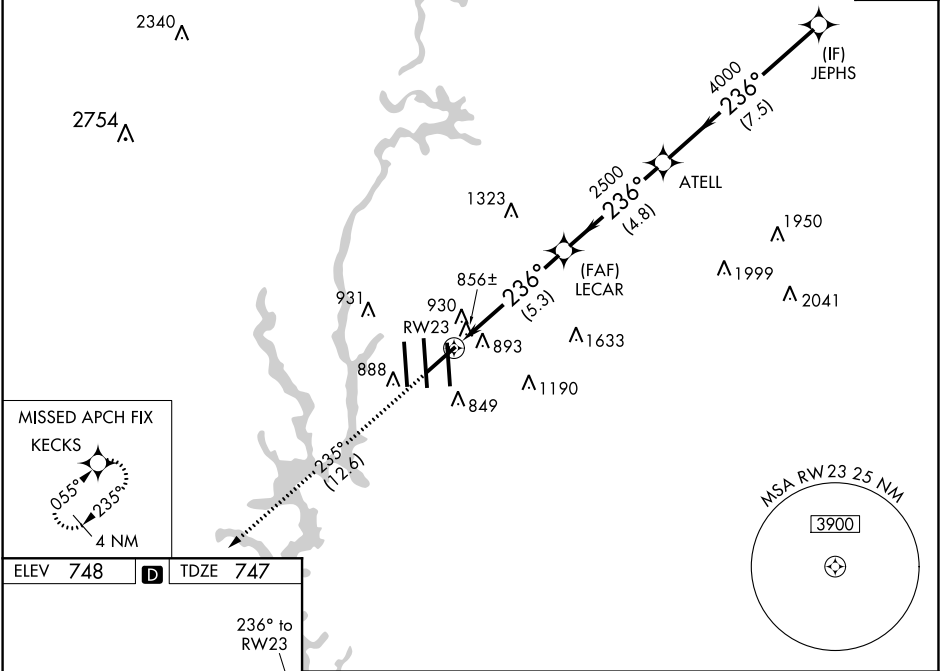 2340
(IF)
JEPHS
4000
236°
(7.5)
2754
ATELL
2500
236°
(4.8)
1323
1950
(FAF)
LECAR
1999
2041
856±
236°
(5.3)
931
930
RW23
893
1633
888
1190
849
235°
(12.6)
MISSED APCH FIX
KECKS
055°
235°
4 NM
MSA RW 23 25 NM
3900
ELEV 748 D TDZE 747
236° to
RW23